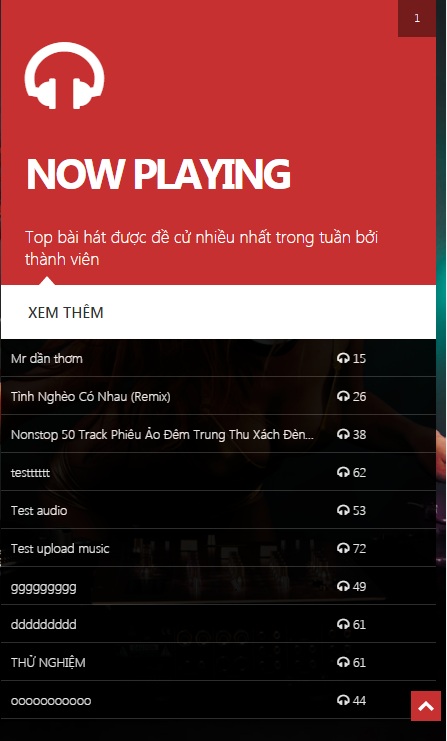 1
NOW PLAYING
Top bài hát được đề cử nhiều nhất trong tuần bởi
thành viên
XEM THÊM
Mr dần thơm 15
Tình Nghèo Có Nhau (Remix) 26
Nonstop 50 Track Phiêu Ảo Đêm Trung Thu Xách Đèn... 38
testttttt 62
Test audio 53
Test upload music 72
ggggggggg 49
ddddddddd 61
THỬ NGHIỆM 61
ooooooooooo 44